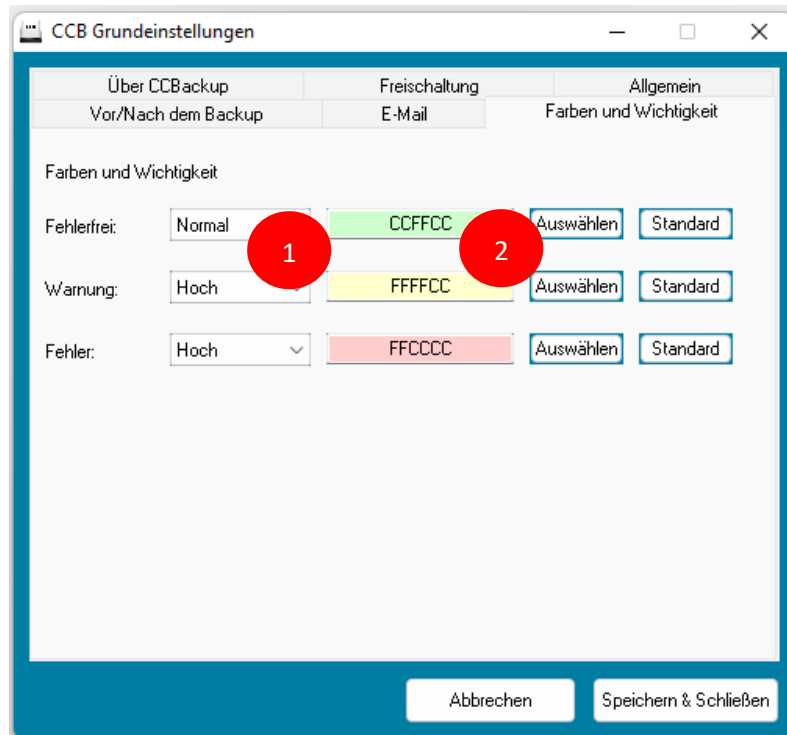 CCB Grundeinstellungen
Über CCBackup Freischaltung Allgemein
Vor/Nach dem Backup E-Mail Farben und Wichtigkeit
Farben und Wichtigkeit
Fehlerfrei: Normal 1 CCFFCC 2 Auswählen Standard
Warnung: Hoch FFFFCC Auswählen Standard
Fehler: Hoch FFCCCC Auswählen Standard
Abbrechen Speichern & Schließen